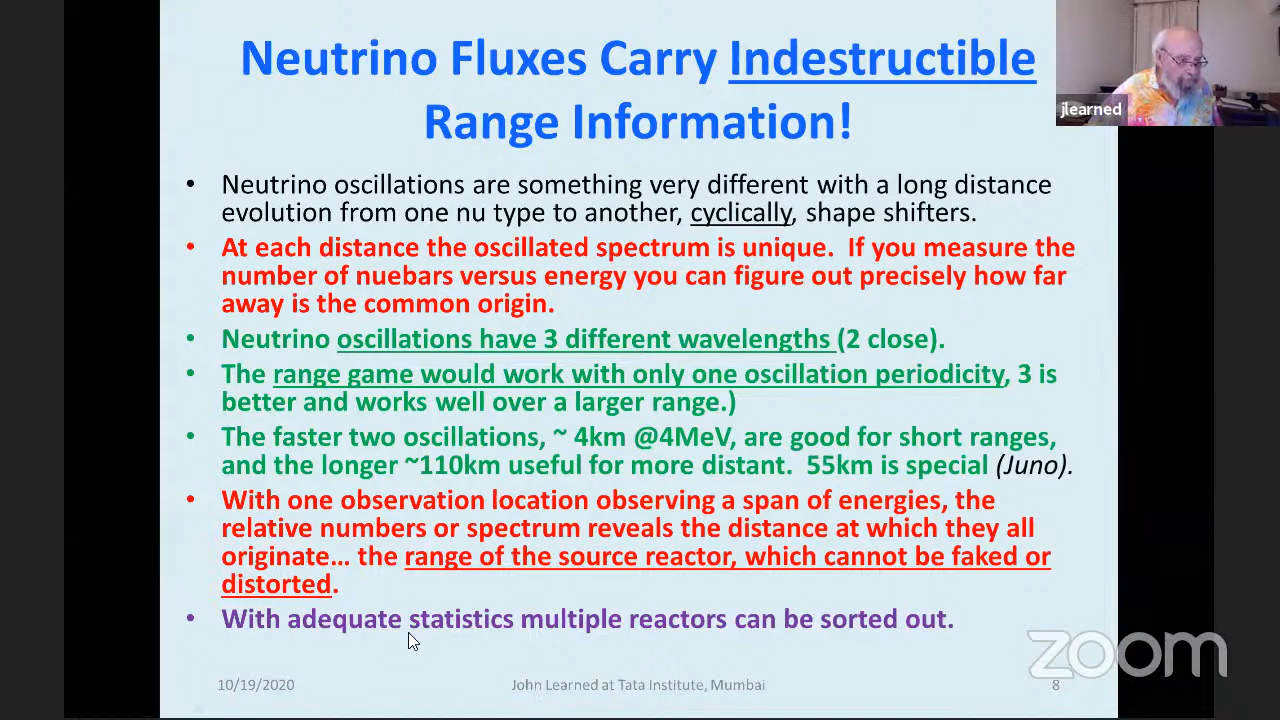 Neutrino Fluxes Carry Indestructible
Range Information!
jlearned
• Neutrino oscillations are something very different with a long distance
evolution from one nu type to another, cyclically, shape shifters.
• At each distance the oscillated spectrum is unique. If you measure the
number of nuebars versus energy you can figure out precisely how far
away is the common origin.
• Neutrino oscillations have 3 different wavelengths (2 close).
• The range game would work with only one oscillation periodicity, 3 is
better and works well over a larger range.)
• The faster two oscillations, ~ 4km @4MeV, are good for short ranges,
and the longer ~110km useful for more distant. 55km is special (Juno).
• With one observation location observing a span of energies, the
relative numbers or spectrum reveals the distance at which they all
originate… the range of the source reactor, which cannot be faked or
distorted.
• With adequate statistics multiple reactors can be sorted out.
zoom
10/19/2020
John Learned at Tata Institute, Mumbai
8